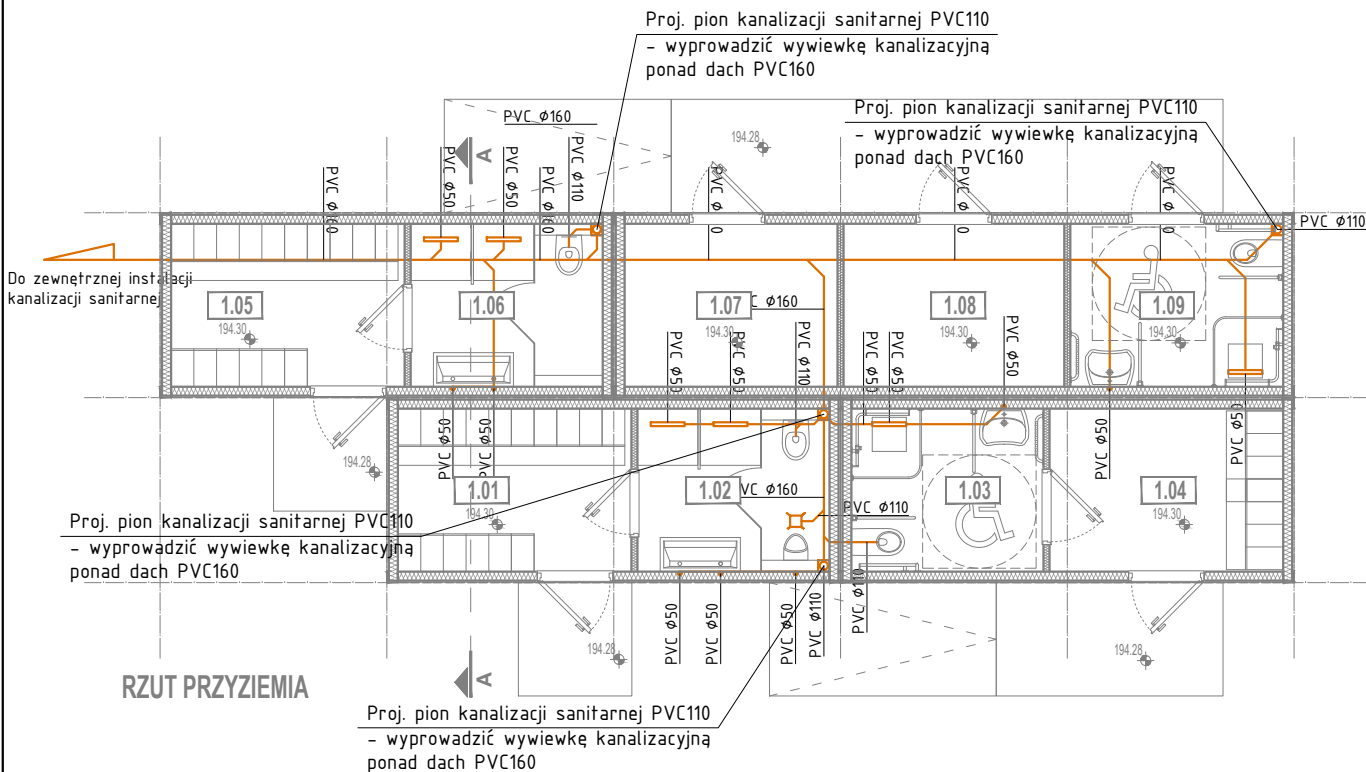 Proj. pion kanalizacji sanitarnej PVC110
- wyprowadzić wywiewkę kanalizacyjną
ponad dach PVC160
Proj. pion kanalizacji sanitarnej PVC110
- wyprowadzić wywiewkę kanalizacyjną
ponad dach PVC160
PVC Ø160
194.28
A
PVC Ø160
PVC Ø50
PVC Ø50
PVC Ø160
PVC Ø110
PVC Ø110
Do zewnętrznej instalacji
kanalizacji sanitarnej
1.05
194.30
1.06
1.07
194.30
PVC Ø160
1.08
194.30
1.09
194.30
PVC Ø50
PVC Ø50
PVC Ø110
PVC Ø50
PVC Ø50
PVC Ø50
PVC Ø50
PVC Ø50
PVC Ø50
PVC Ø50
194.28
1.01
194.30
1.02
PVC Ø160
PVC Ø110
1.03
1.04
194.30
Proj. pion kanalizacji sanitarnej PVC110
- wyprowadzić wywiewkę kanalizacyjną
ponad dach PVC160
PVC Ø50
PVC Ø50
PVC Ø50
PVC Ø110
PVC Ø110
194.28
194.28
RZUT PRZYZIEMIA
A
Proj. pion kanalizacji sanitarnej PVC110
- wyprowadzić wywiewkę kanalizacyjną
ponad dach PVC160